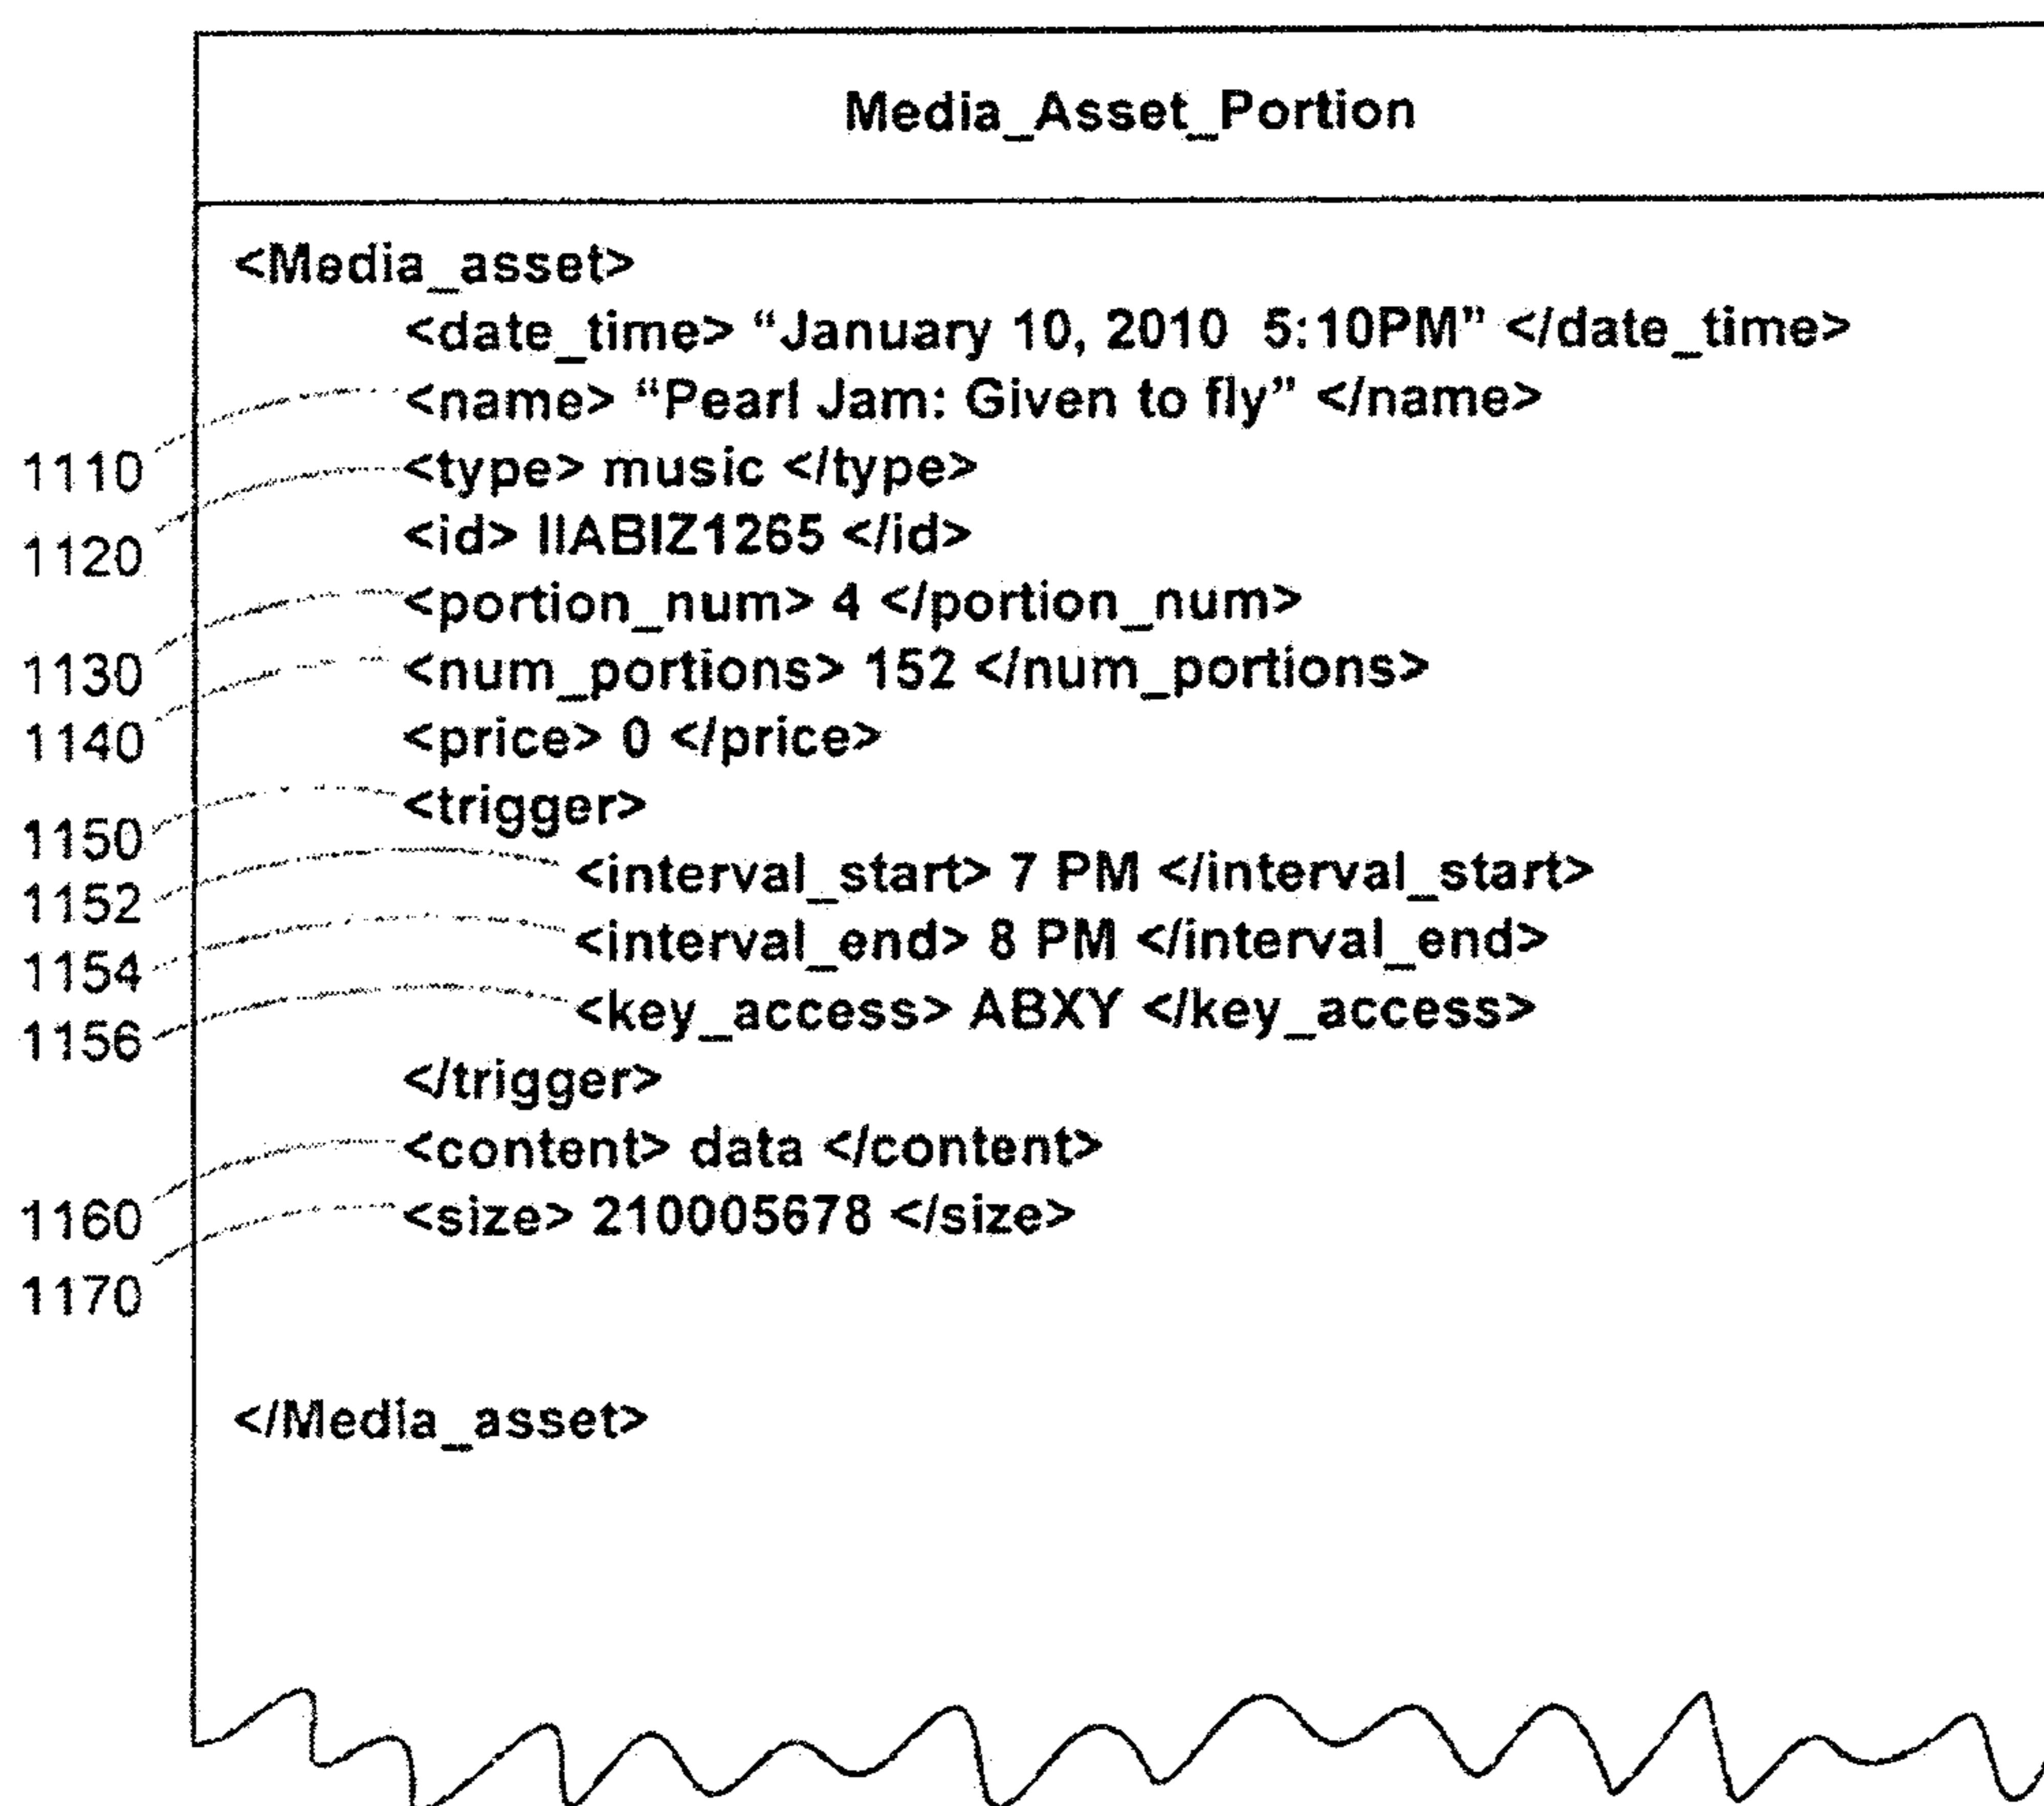 Media_Asset_Portion
<Media_asset>
<date_time> “January 10, 2010  5:10PM” </date_time>
<name> “Pearl Jam: Given to fly” </name>
1110
<type> music </type>
1120
<id> IIABIZ1265 </id>
<portion_num> 4 </portion_num>
1130
<num_portions> 152 </num_portions>
1140
<price> 0 </price>
<trigger>
1150
<interval_start> 7 PM </interval_start>
1152
<interval_end> 8 PM </interval_end>
1154
<key_access> ABXY </key_access>
1156
</trigger>
<content> data </content>
1160
<size> 210005678 </size>
1170
</Media_asset>